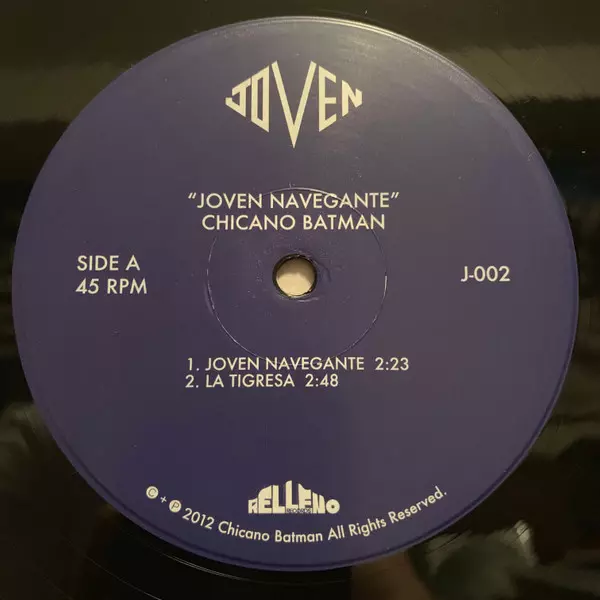 JOVEN
"JOVEN NAVEGANTE"
CHICANO BATMAN
SIDE A
45 RPM
J-002
1. JOVEN NAVEGANTE 2:23
2. LA TIGRESA 2:48
RELLENO
RECORDS
© + ℗ 2012 Chicano Batman All Rights Reserved.